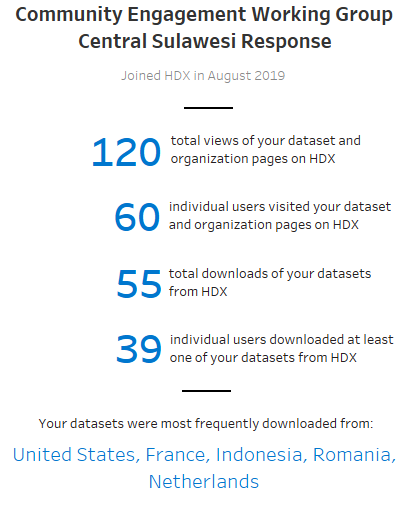 Community Engagement Working Group
Central Sulawesi Response
Joined HDX in August 2019
120 total views of your dataset and
organization pages on HDX
60 individual users visited your dataset
and organization pages on HDX
55 total downloads of your datasets
from HDX
39 individual users downloaded at least
one of your datasets from HDX
Your datasets were most frequently downloaded from:
United States, France, Indonesia, Romania,
Netherlands